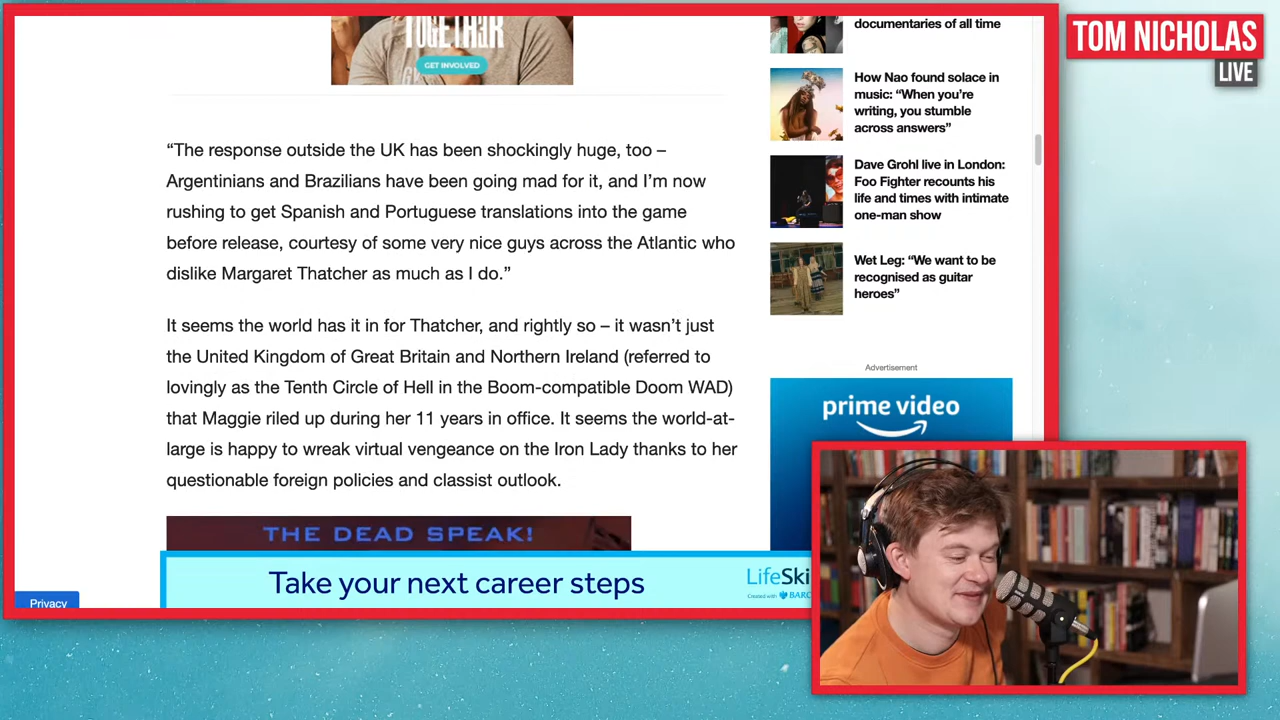 TOGETHER
GET INVOLVED
“The response outside the UK has been shockingly huge, too –
Argentinians and Brazilians have been going mad for it, and I’m now
rushing to get Spanish and Portuguese translations into the game
before release, courtesy of some very nice guys across the Atlantic who
dislike Margaret Thatcher as much as I do.”
It seems the world has it in for Thatcher, and rightly so – it wasn’t just
the United Kingdom of Great Britain and Northern Ireland (referred to
lovingly as the Tenth Circle of Hell in the Boom-compatible Doom WAD)
that Maggie riled up during her 11 years in office. It seems the world-at-
large is happy to wreak virtual vengeance on the Iron Lady thanks to her
questionable foreign policies and classist outlook.
THE DEAD SPEAK!
Take your next career steps
LifeSki
Created with BARC
Privacy
documentaries of all time
How Nao found solace in
music: “When you’re
writing, you stumble
across answers”
Dave Grohl live in London:
Foo Fighter recounts his
life and times with intimate
one-man show
Wet Leg: “We want to be
recognised as guitar
heroes”
Advertisement
prime video
TOM NICHOLAS
LIVE